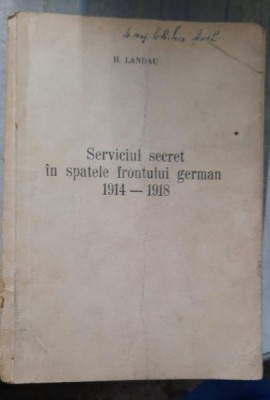 H. LANDAU
Serviciul secret
în spatele frontului german
1914 — 1918